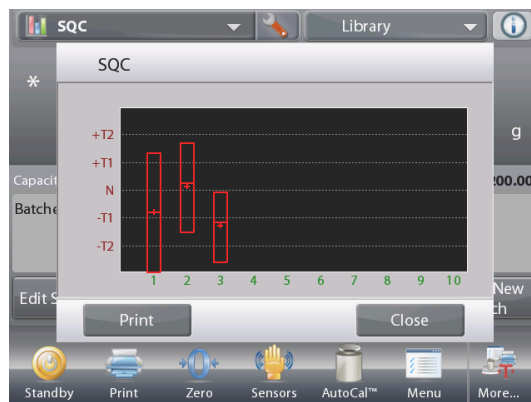 SQC
Library
SQC
*
g
+T2
+T1
N
-T1
-T2
1 2 3 4 5 6 7 8 9 10
Capacit
200.00
Batche
Edit S
New
ch
Print
Close
Standby
Print
Zero
Sensors
AutoCal™
Menu
More...